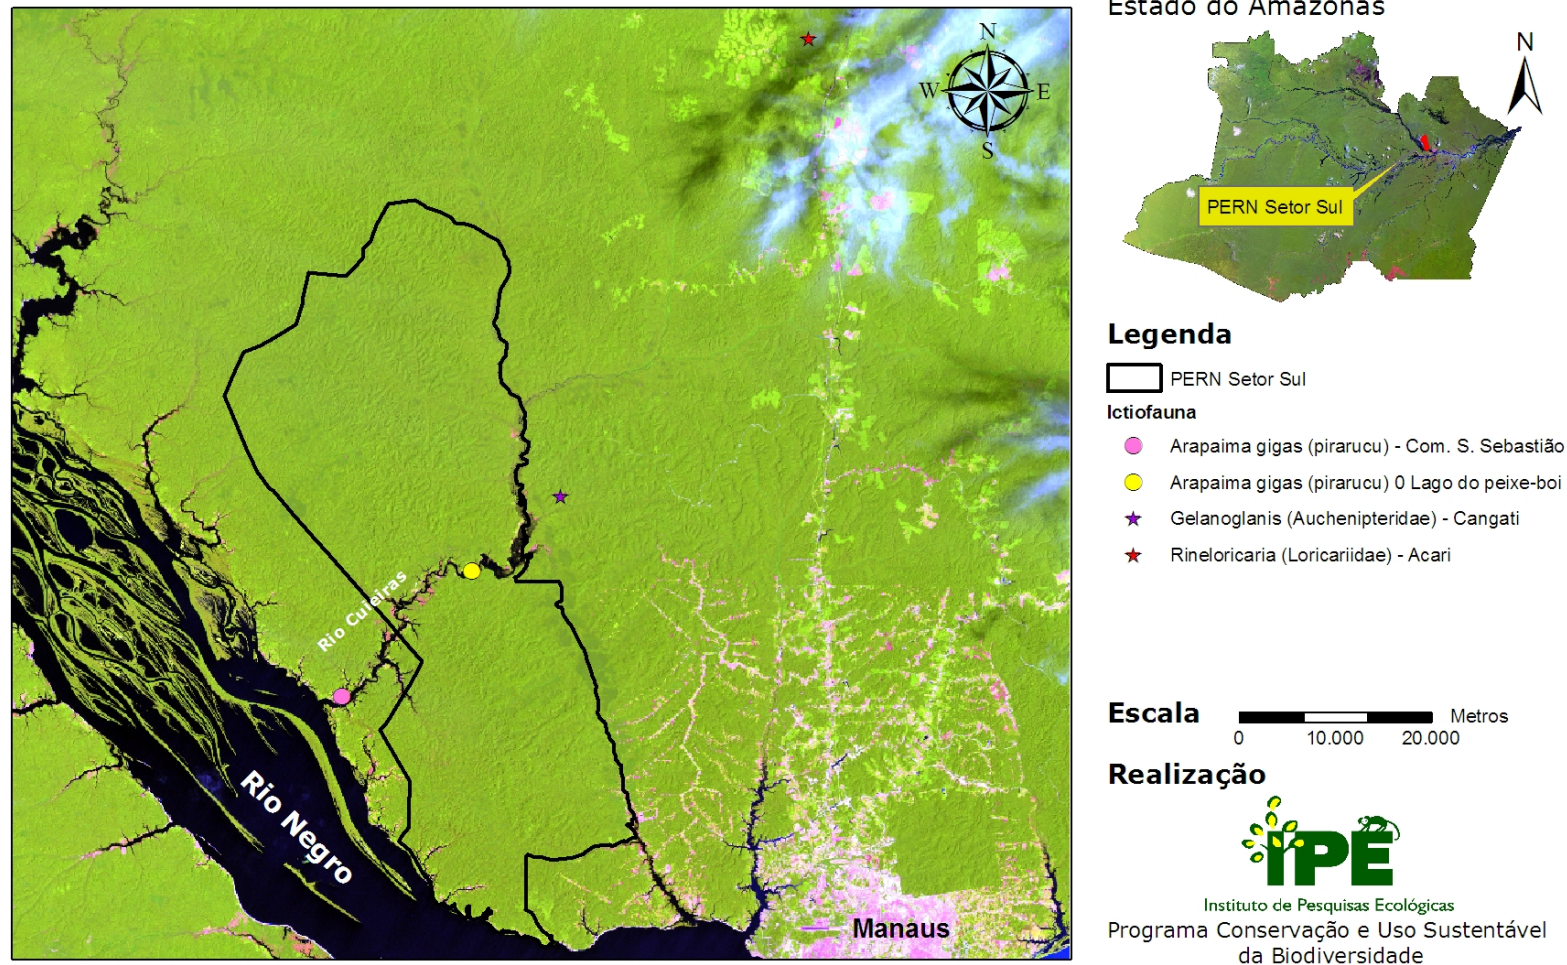 Estado do Amazonas
N
W
E
S
N
PERN Setor Sul
Legenda
PERN Setor Sul
Ictiofauna
Arapaima gigas (pirarucu) - Com. S. Sebastião
Arapaima gigas (pirarucu) 0 Lago do peixe-boi
Gelanoglanis (Auchenipteridae) - Cangati
Rineloricaria (Loricariidae) - Acari
Rio Cuieiras
Rio Negro
Manaus
Escala
Metros
0 10.000 20.000
Realização
IPÊ
Instituto de Pesquisas Ecológicas
Programa Conservação e Uso Sustentável
da Biodiversidade